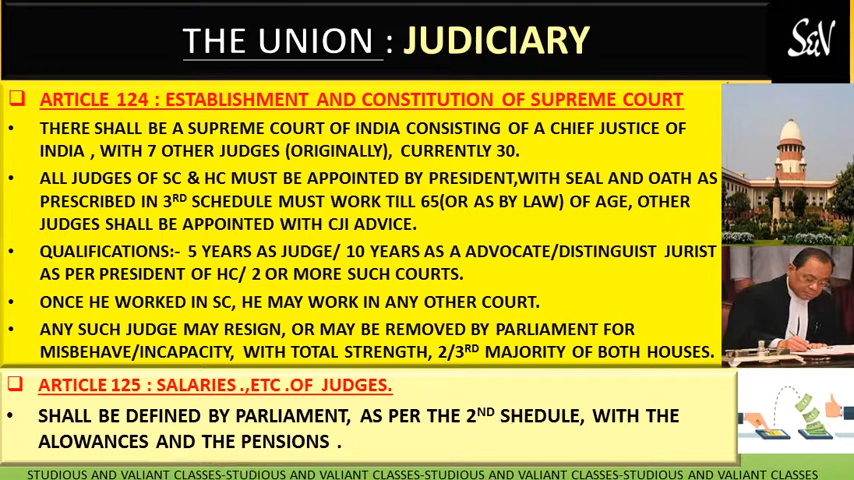 THE UNION : JUDICIARY
S&V
ARTICLE 124 : ESTABLISHMENT AND CONSTITUTION OF SUPREME COURT
• THERE SHALL BE A SUPREME COURT OF INDIA CONSISTING OF A CHIEF JUSTICE OF
INDIA , WITH 7 OTHER JUDGES (ORIGINALLY), CURRENTLY 30.
• ALL JUDGES OF SC & HC MUST BE APPOINTED BY PRESIDENT,WITH SEAL AND OATH AS
PRESCRIBED IN 3RD SCHEDULE MUST WORK TILL 65(OR AS BY LAW) OF AGE, OTHER
JUDGES SHALL BE APPOINTED WITH CJI ADVICE.
• QUALIFICATIONS:- 5 YEARS AS JUDGE/ 10 YEARS AS A ADVOCATE/DISTINGUIST JURIST
AS PER PRESIDENT OF HC/ 2 OR MORE SUCH COURTS.
• ONCE HE WORKED IN SC, HE MAY WORK IN ANY OTHER COURT.
• ANY SUCH JUDGE MAY RESIGN, OR MAY BE REMOVED BY PARLIAMENT FOR
MISBEHAVE/INCAPACITY, WITH TOTAL STRENGTH, 2/3RD MAJORITY OF BOTH HOUSES.
ARTICLE 125 : SALARIES .,ETC .OF JUDGES.
• SHALL BE DEFINED BY PARLIAMENT, AS PER THE 2ND SHEDULE, WITH THE
ALOWANCES AND THE PENSIONS .
STUDIOUS AND VALIANT CLASSES-STUDIOUS AND VALIANT CLASSES-STUDIOUS AND VALIANT CLASSES-STUDIOUS AND VALIANT CLASSES